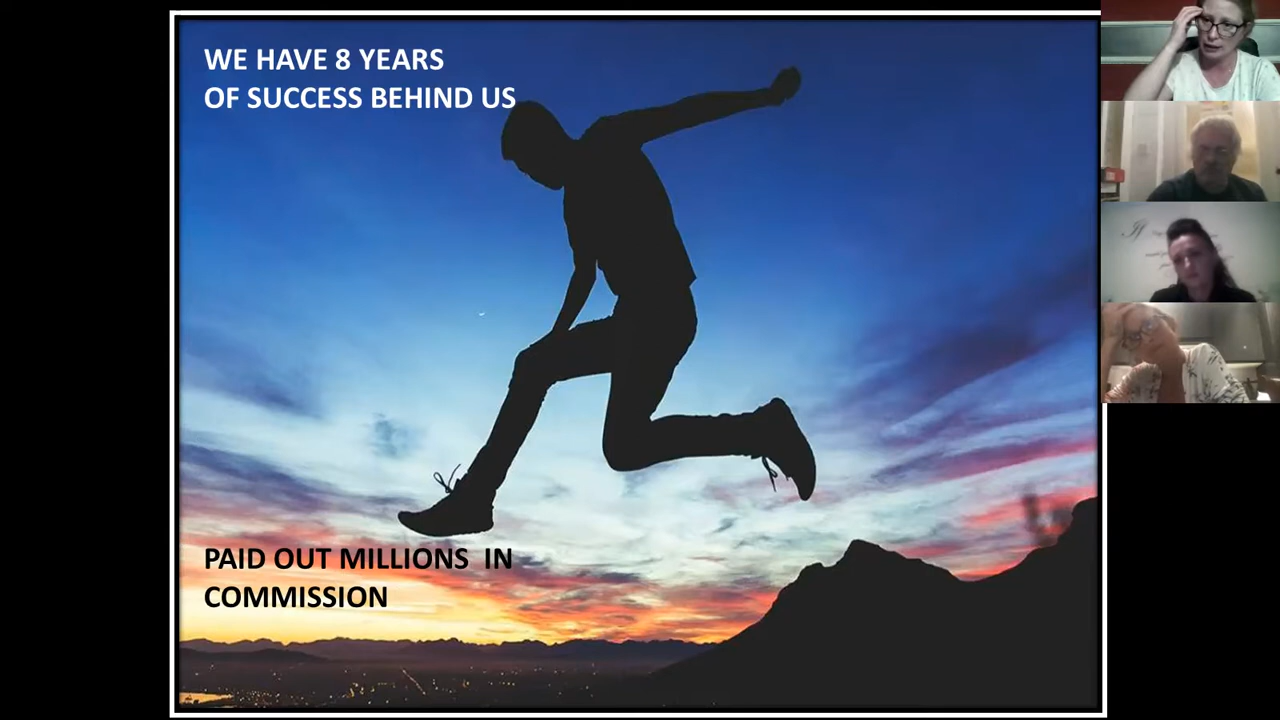 WE HAVE 8 YEARS
OF SUCCESS BEHIND US
PAID OUT MILLIONS  IN
COMMISSION